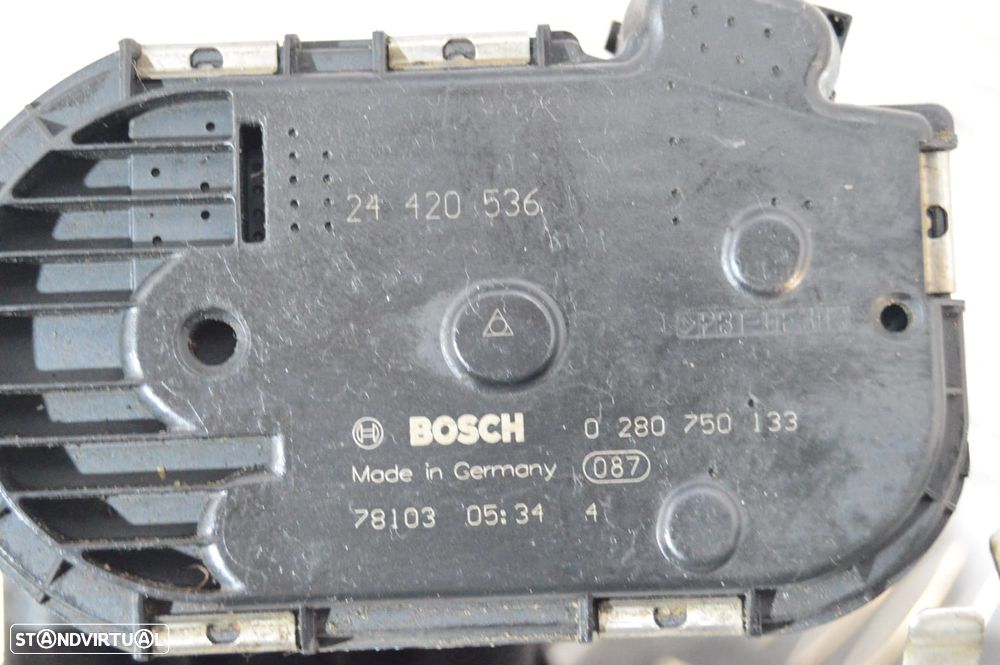 24 420 536
BOSCH 0 280 750 133
Made in Germany 087
78103 05:34 4
STANDVIRTUAL